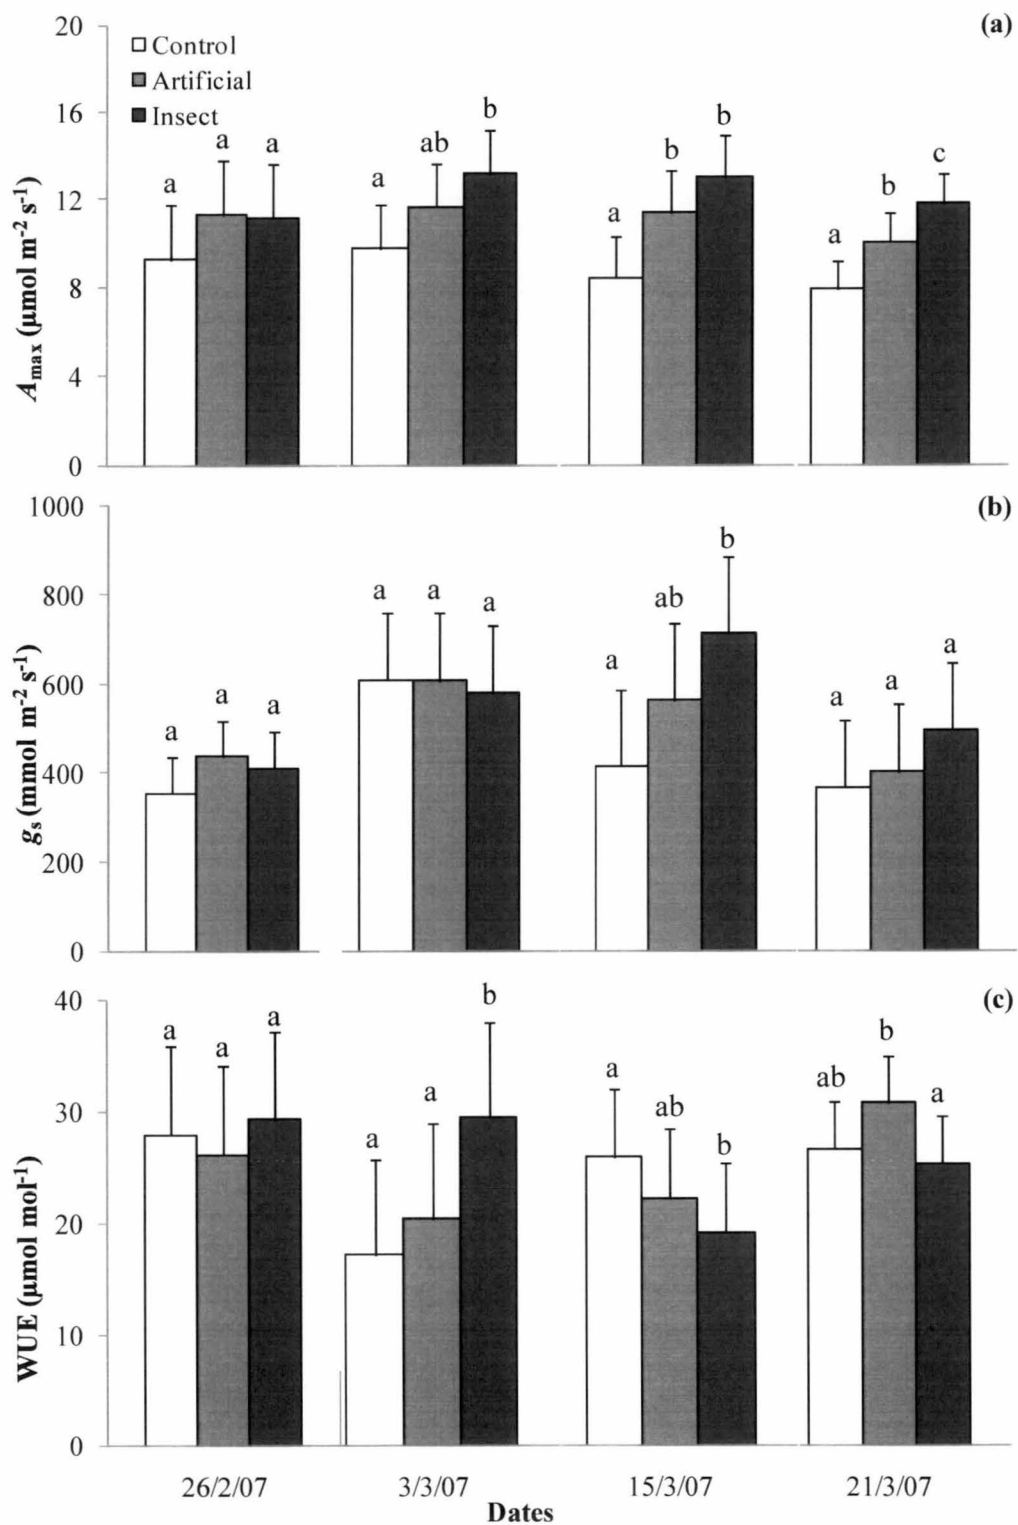 (a)
20
16
12
8
4
0
Control
Artificial
Insect
a a a
a ab b
a b b
a b c
A_max (μmol m⁻² s⁻¹)
(b)
1000
800
600
400
200
0
a a a
a a a
a ab b
a a a
g_s (mmol m⁻² s⁻¹)
(c)
40
30
20
10
0
a a a
a a b
a ab b
ab b a
WUE (μmol mol⁻¹)
26/2/07 3/3/07 15/3/07 21/3/07
Dates